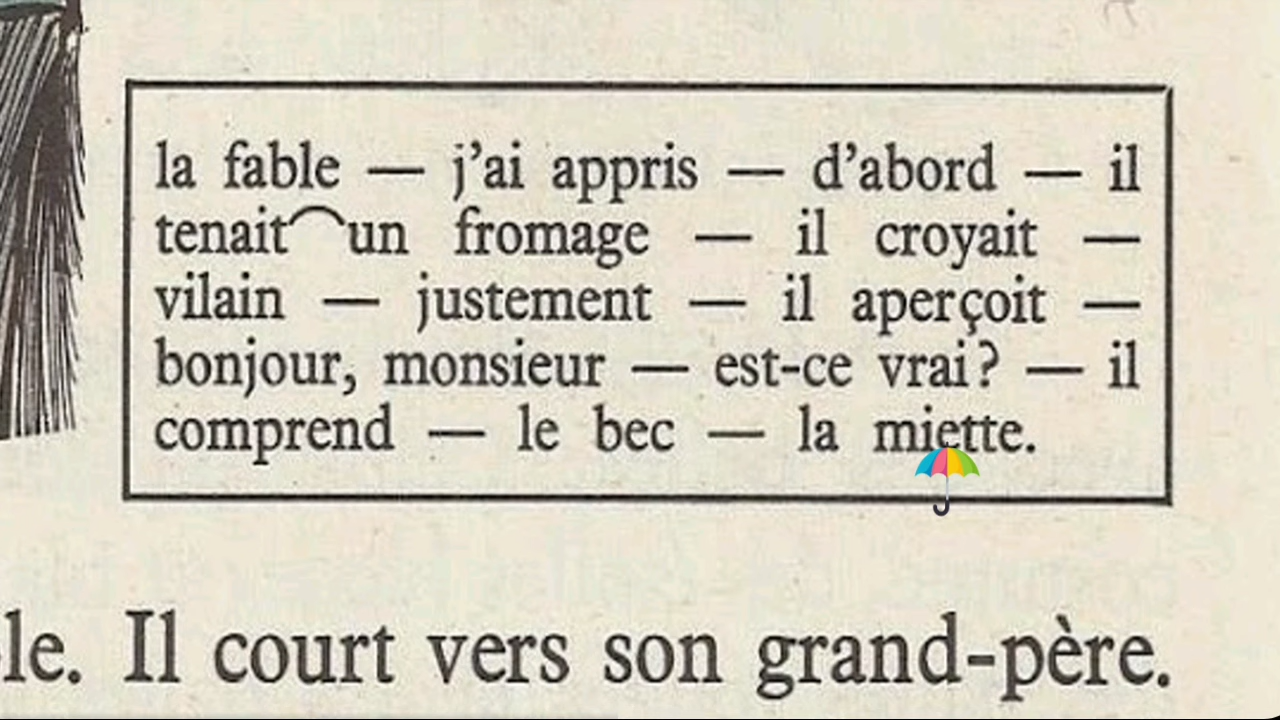 la fable — j'ai appris — d'abord — il
tenait‿un fromage — il croyait —
vilain — justement — il aperçoit —
bonjour, monsieur — est-ce vrai? — il
comprend — le bec — la miette.
le. Il court vers son grand-père.